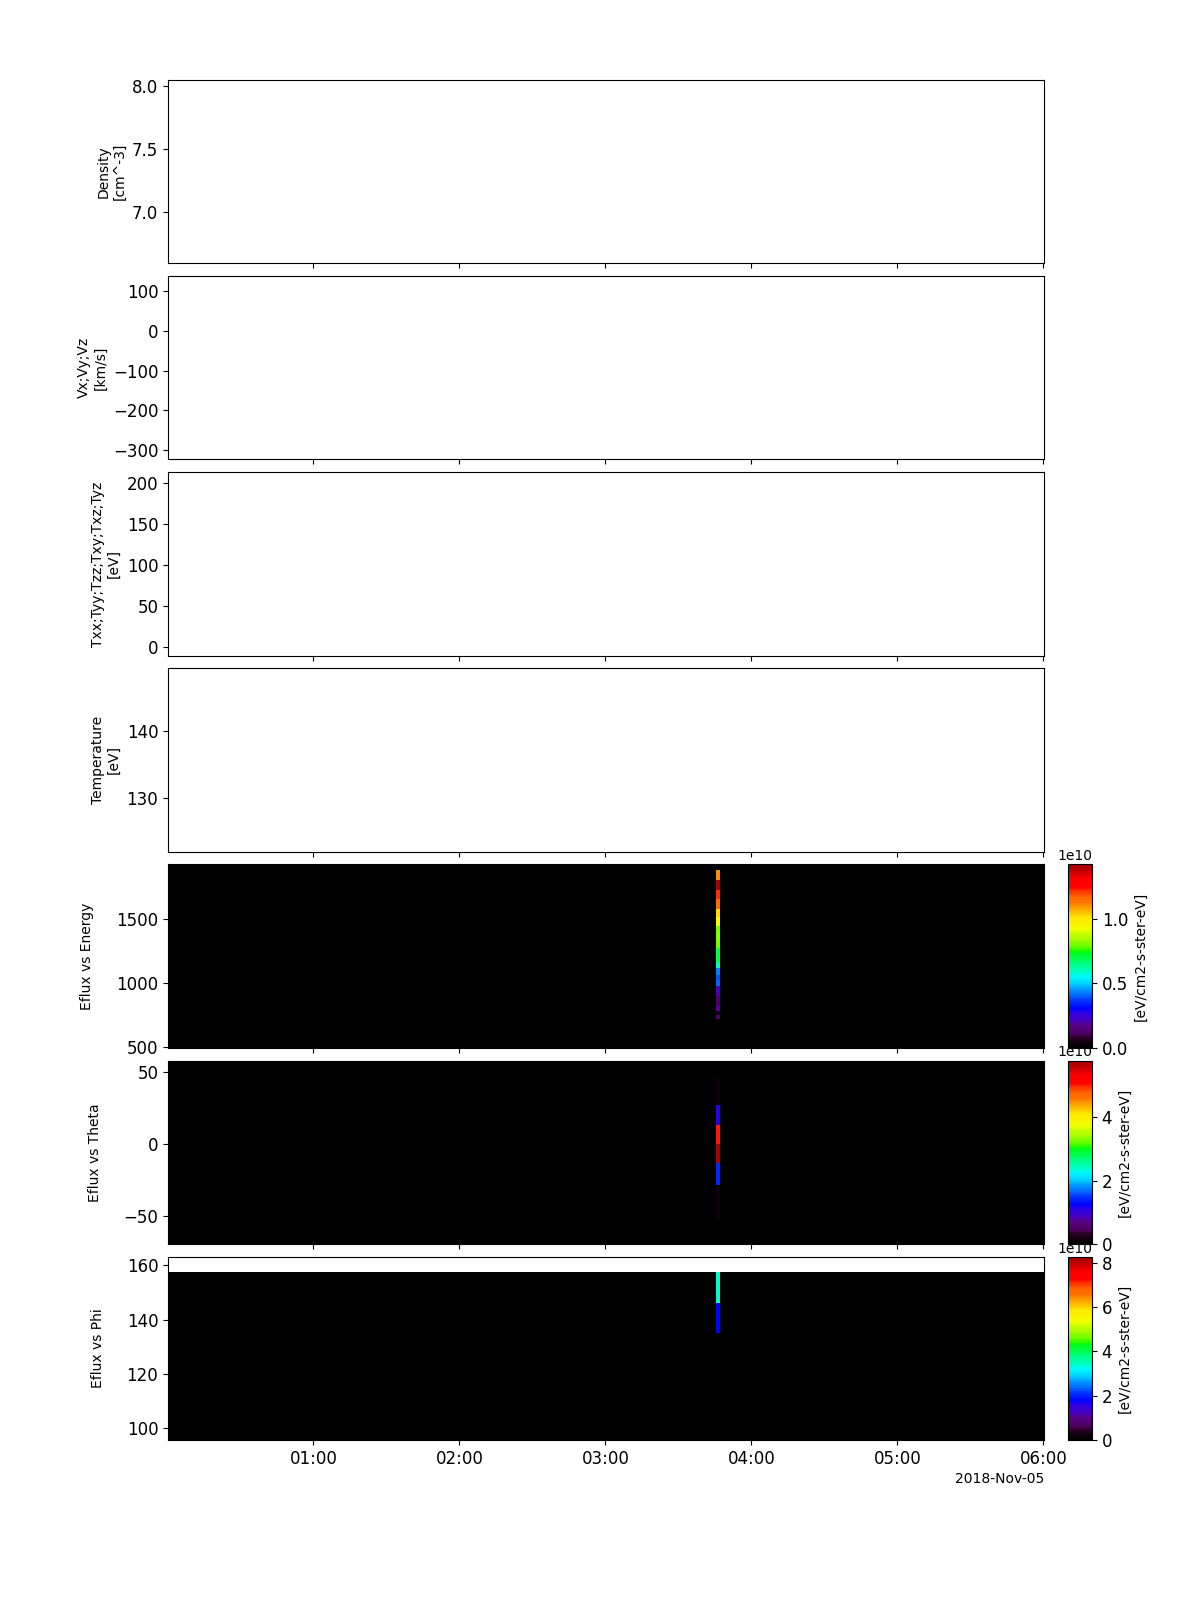 8.0
7.5
7.0
Density
[cm^-3]
100
0
−100
−200
−300
Vx;Vy;Vz
[km/s]
200
150
100
50
0
Txx;Tyy;Tzz;Txy;Txz;Tyz
[eV]
140
130
Temperature
[eV]
1500
1000
500
Eflux vs Energy
1e10
1.0
0.5
0.0
[eV/cm2-s-ster-eV]
50
0
−50
Eflux vs Theta
1e10
4
2
0
[eV/cm2-s-ster-eV]
160
140
120
100
Eflux vs Phi
1e10
8
6
4
2
0
[eV/cm2-s-ster-eV]
01:00 02:00 03:00 04:00 05:00 06:00
2018-Nov-05